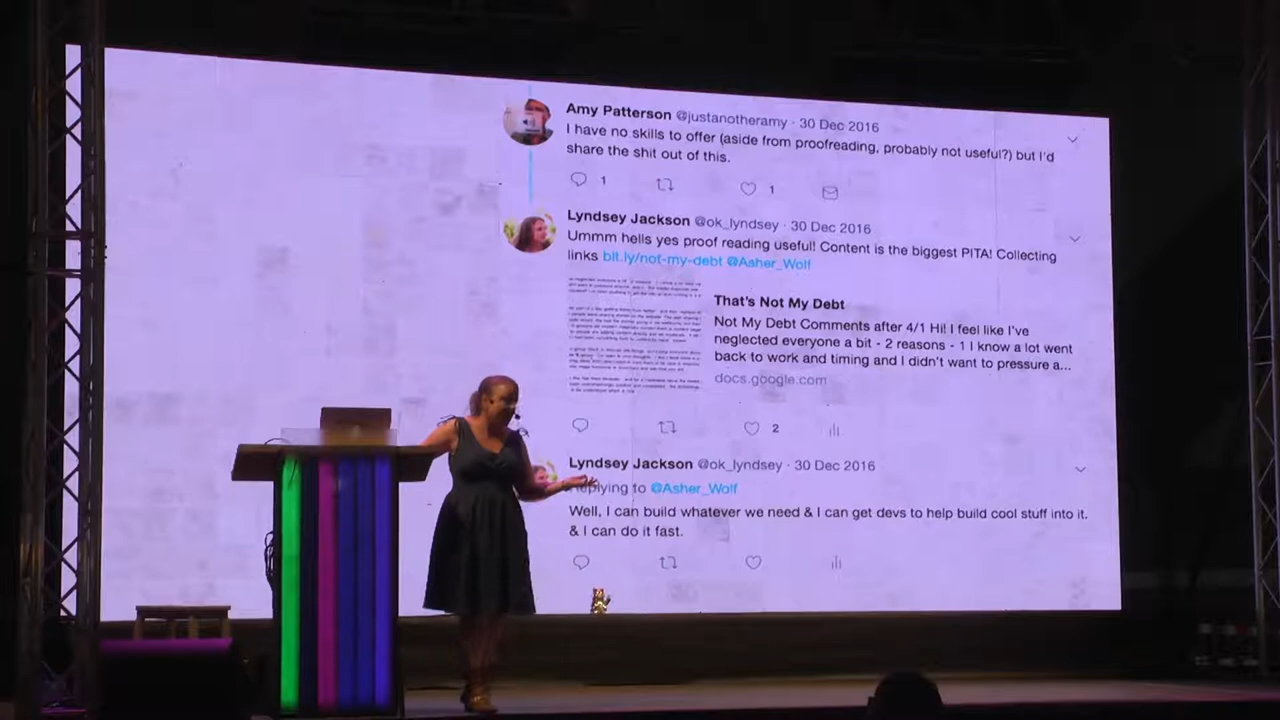 Amy Patterson @justanotheramy · 30 Dec 2016
I have no skills to offer (aside from proofreading, probably not useful?) but I'd
share the shit out of this.
1
1
Lyndsey Jackson @ok_lyndsey · 30 Dec 2016
Ummm hells yes proof reading useful! Content is the biggest PITA! Collecting
links bit.ly/not-my-debt @Asher_Wolf
That's Not My Debt
Not My Debt Comments after 4/1 Hi! I feel like I've
neglected everyone a bit - 2 reasons - 1 I know a lot went
back to work and timing and I didn't want to pressure a...
docs.google.com
2
Lyndsey Jackson @ok_lyndsey · 30 Dec 2016
Replying to @Asher_Wolf
Well, I can build whatever we need & I can get devs to help build cool stuff into it.
& I can do it fast.